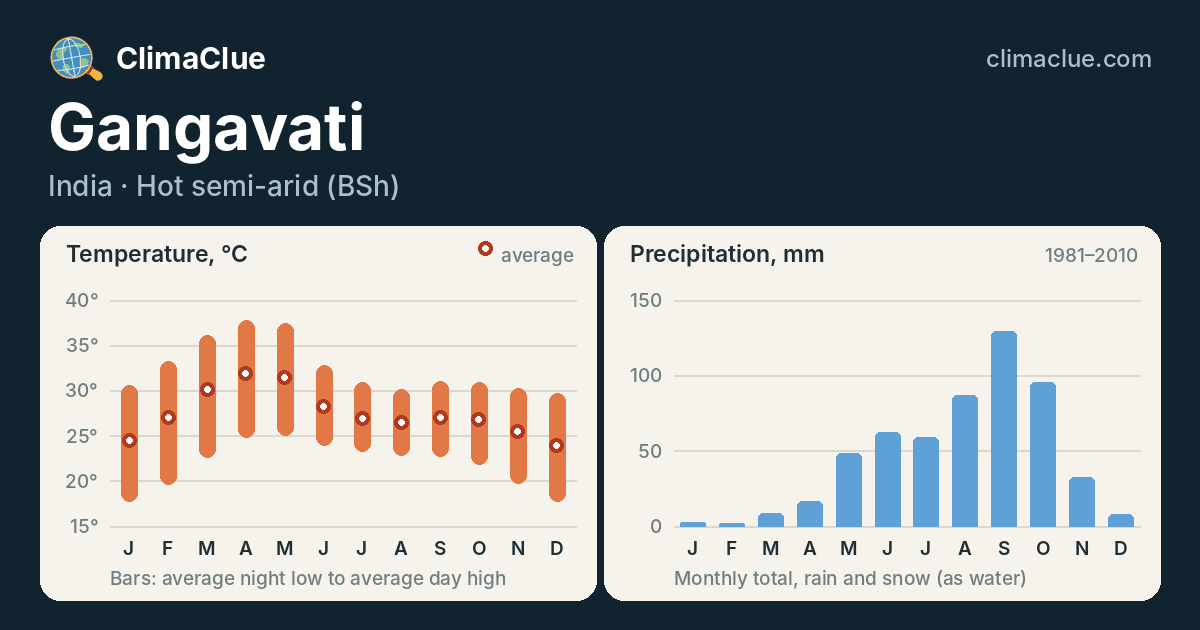 ClimaClue
climaclue.com
Gangavati
India · Hot semi-arid (BSh)
Temperature, °C
average
40°
35°
30°
25°
20°
15°
J F M A M J J A S O N D
Bars: average night low to average day high
Precipitation, mm
1981–2010
150
100
50
0
J F M A M J J A S O N D
Monthly total, rain and snow (as water)